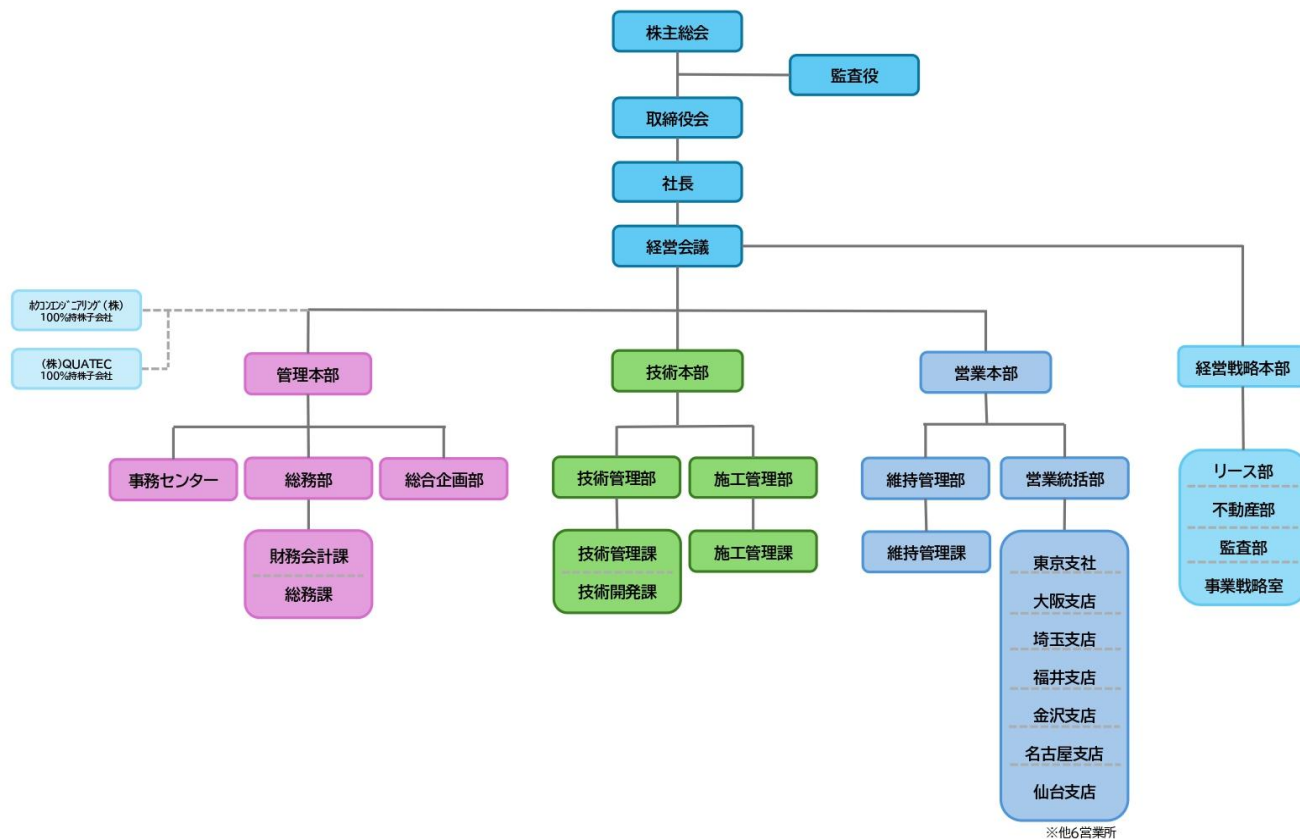 株主総会
監査役
取締役会
社長
経営会議
ホクコンエンジニアリング(株)
100%持株子会社
(株)QUATEC
100%持株子会社
管理本部
技術本部
営業本部
経営戦略本部
事務センター
総務部
総合企画部
技術管理部
施工管理部
維持管理部
営業統括部
財務会計課
総務課
技術管理課
技術開発課
施工管理課
維持管理課
東京支社
大阪支店
埼玉支店
福井支店
金沢支店
名古屋支店
仙台支店
リース部
不動産部
監査部
事業戦略室
※他6営業所